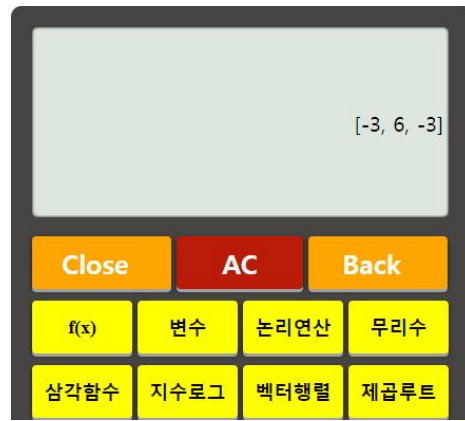 [-3, 6, -3]
Close AC Back
f(x) 변수 논리연산 무리수
삼각함수 지수로그 벡터행렬 제곱루트